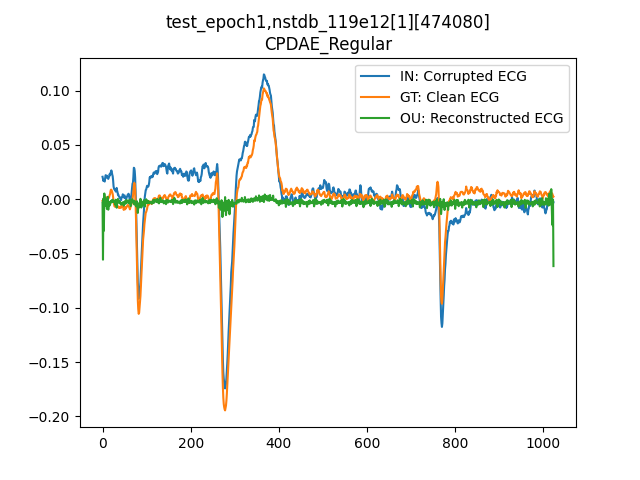 test_epoch1,nstdb_119e12[1][474080]
CPDAE_Regular
IN: Corrupted ECG
GT: Clean ECG
OU: Reconstructed ECG
0.10
0.05
0.00
−0.05
−0.10
−0.15
−0.20
0 200 400 600 800 1000